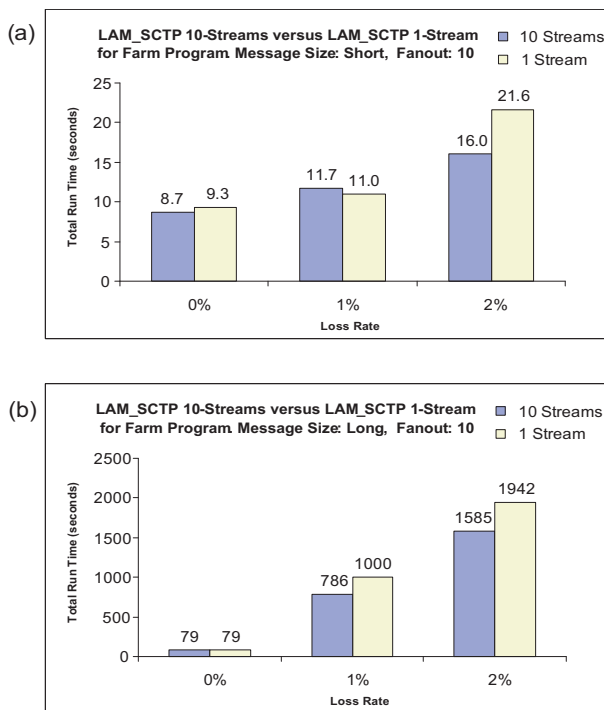 (a)
LAM_SCTP 10-Streams versus LAM_SCTP 1-Stream
for Farm Program. Message Size: Short, Fanout: 10
10 Streams
1 Stream
Total Run Time (seconds)
25
20
15
10
5
0
8.7
9.3
11.7
11.0
16.0
21.6
0%
1%
2%
Loss Rate
(b)
LAM_SCTP 10-Streams versus LAM_SCTP 1-Stream
for Farm Program. Message Size: Long, Fanout: 10
10 Streams
1 Stream
Total Run Time (seconds)
2500
2000
1500
1000
500
0
79
79
786
1000
1585
1942
0%
1%
2%
Loss Rate